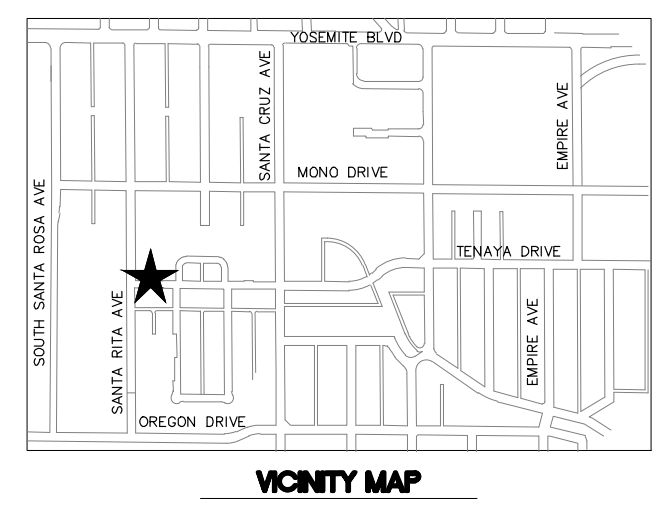 YOSEMITE BLVD
SANTA CRUZ AVE
EMPIRE AVE
MONO DRIVE
SOUTH SANTA ROSA AVE
TENAYA DRIVE
SANTA RITA AVE
EMPIRE AVE
OREGON DRIVE
VICINITY MAP